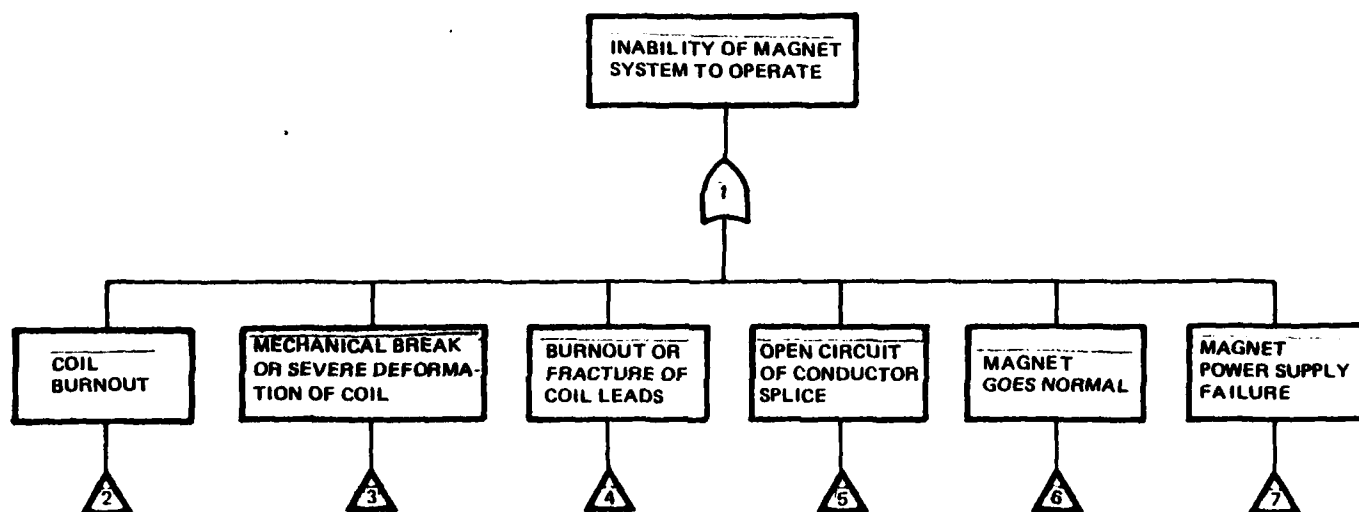 INABILITY OF MAGNET
SYSTEM TO OPERATE
1
COIL
BURNOUT
MECHANICAL BREAK
OR SEVERE DEFORMA-
TION OF COIL
BURNOUT OR
FRACTURE OF
COIL LEADS
OPEN CIRCUIT
OF CONDUCTOR
SPLICE
MAGNET
GOES NORMAL
MAGNET
POWER SUPPLY
FAILURE
2
3
4
5
6
7